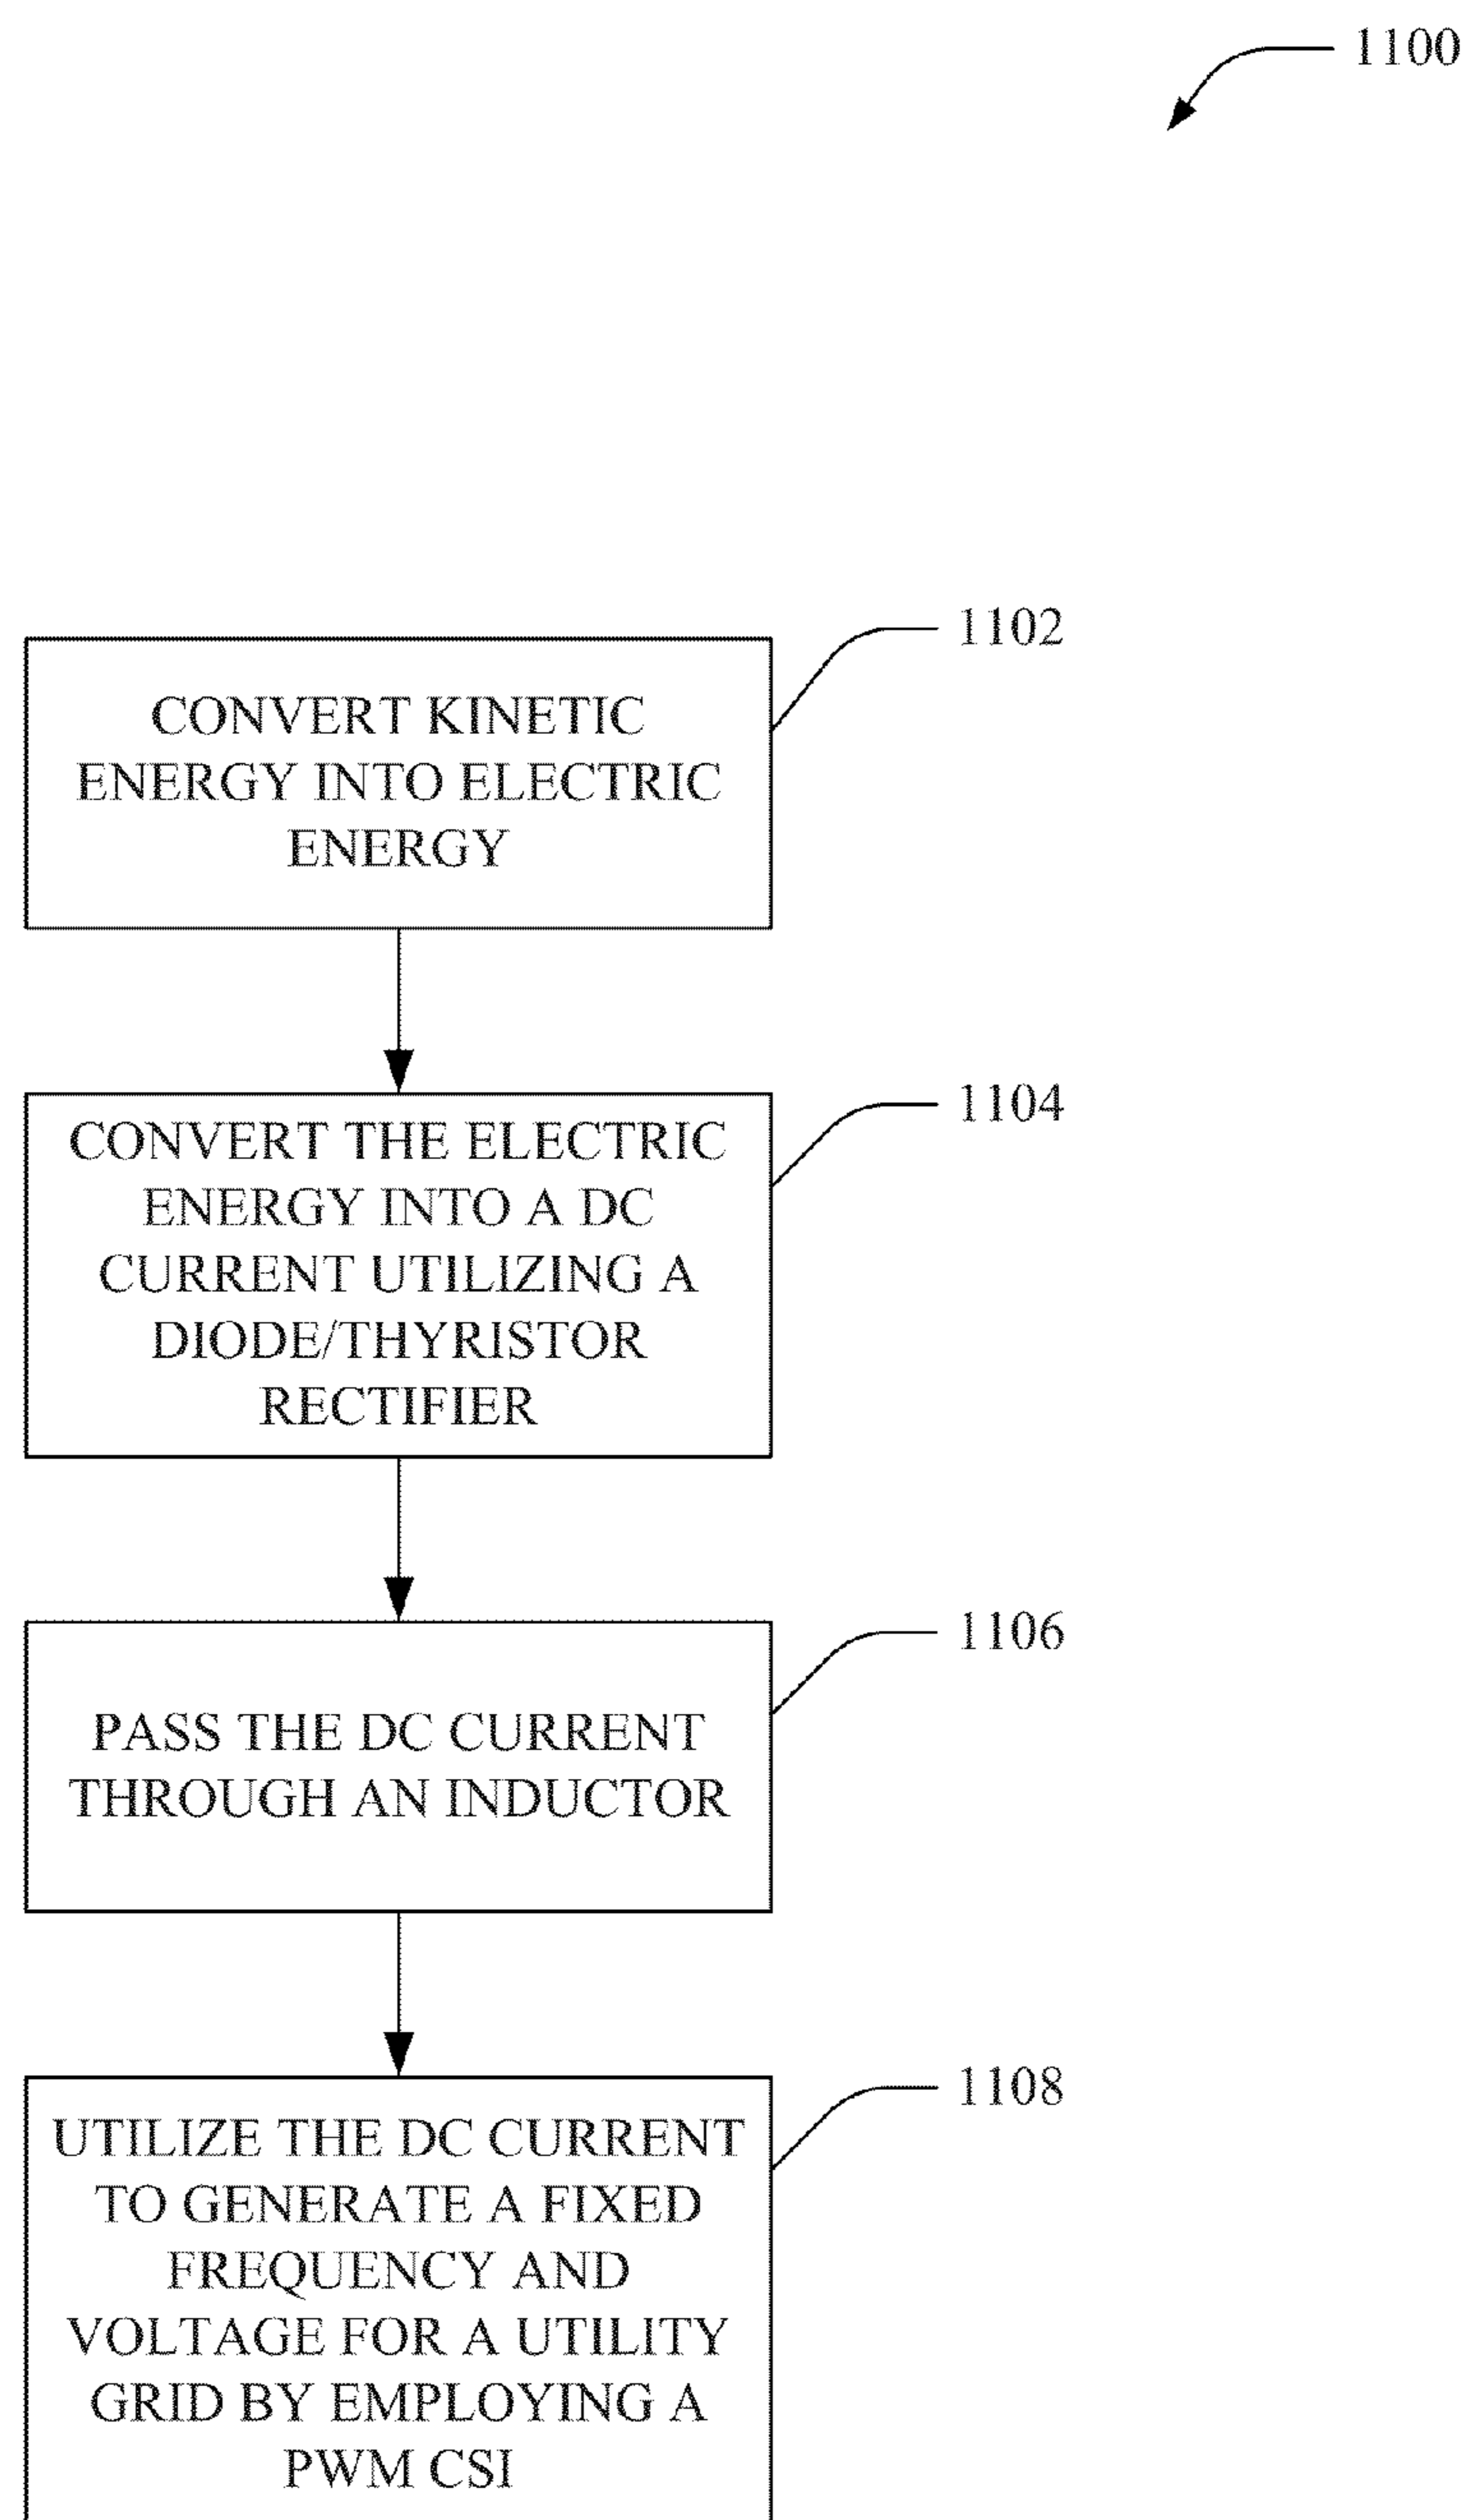 1100
1102
CONVERT KINETIC
ENERGY INTO ELECTRIC
ENERGY
1104
CONVERT THE ELECTRIC
ENERGY INTO A DC
CURRENT UTILIZING A
DIODE/THYRISTOR
RECTIFIER
1106
PASS THE DC CURRENT
THROUGH AN INDUCTOR
1108
UTILIZE THE DC CURRENT
TO GENERATE A FIXED
FREQUENCY AND
VOLTAGE FOR A UTILITY
GRID BY EMPLOYING A
PWM CSI